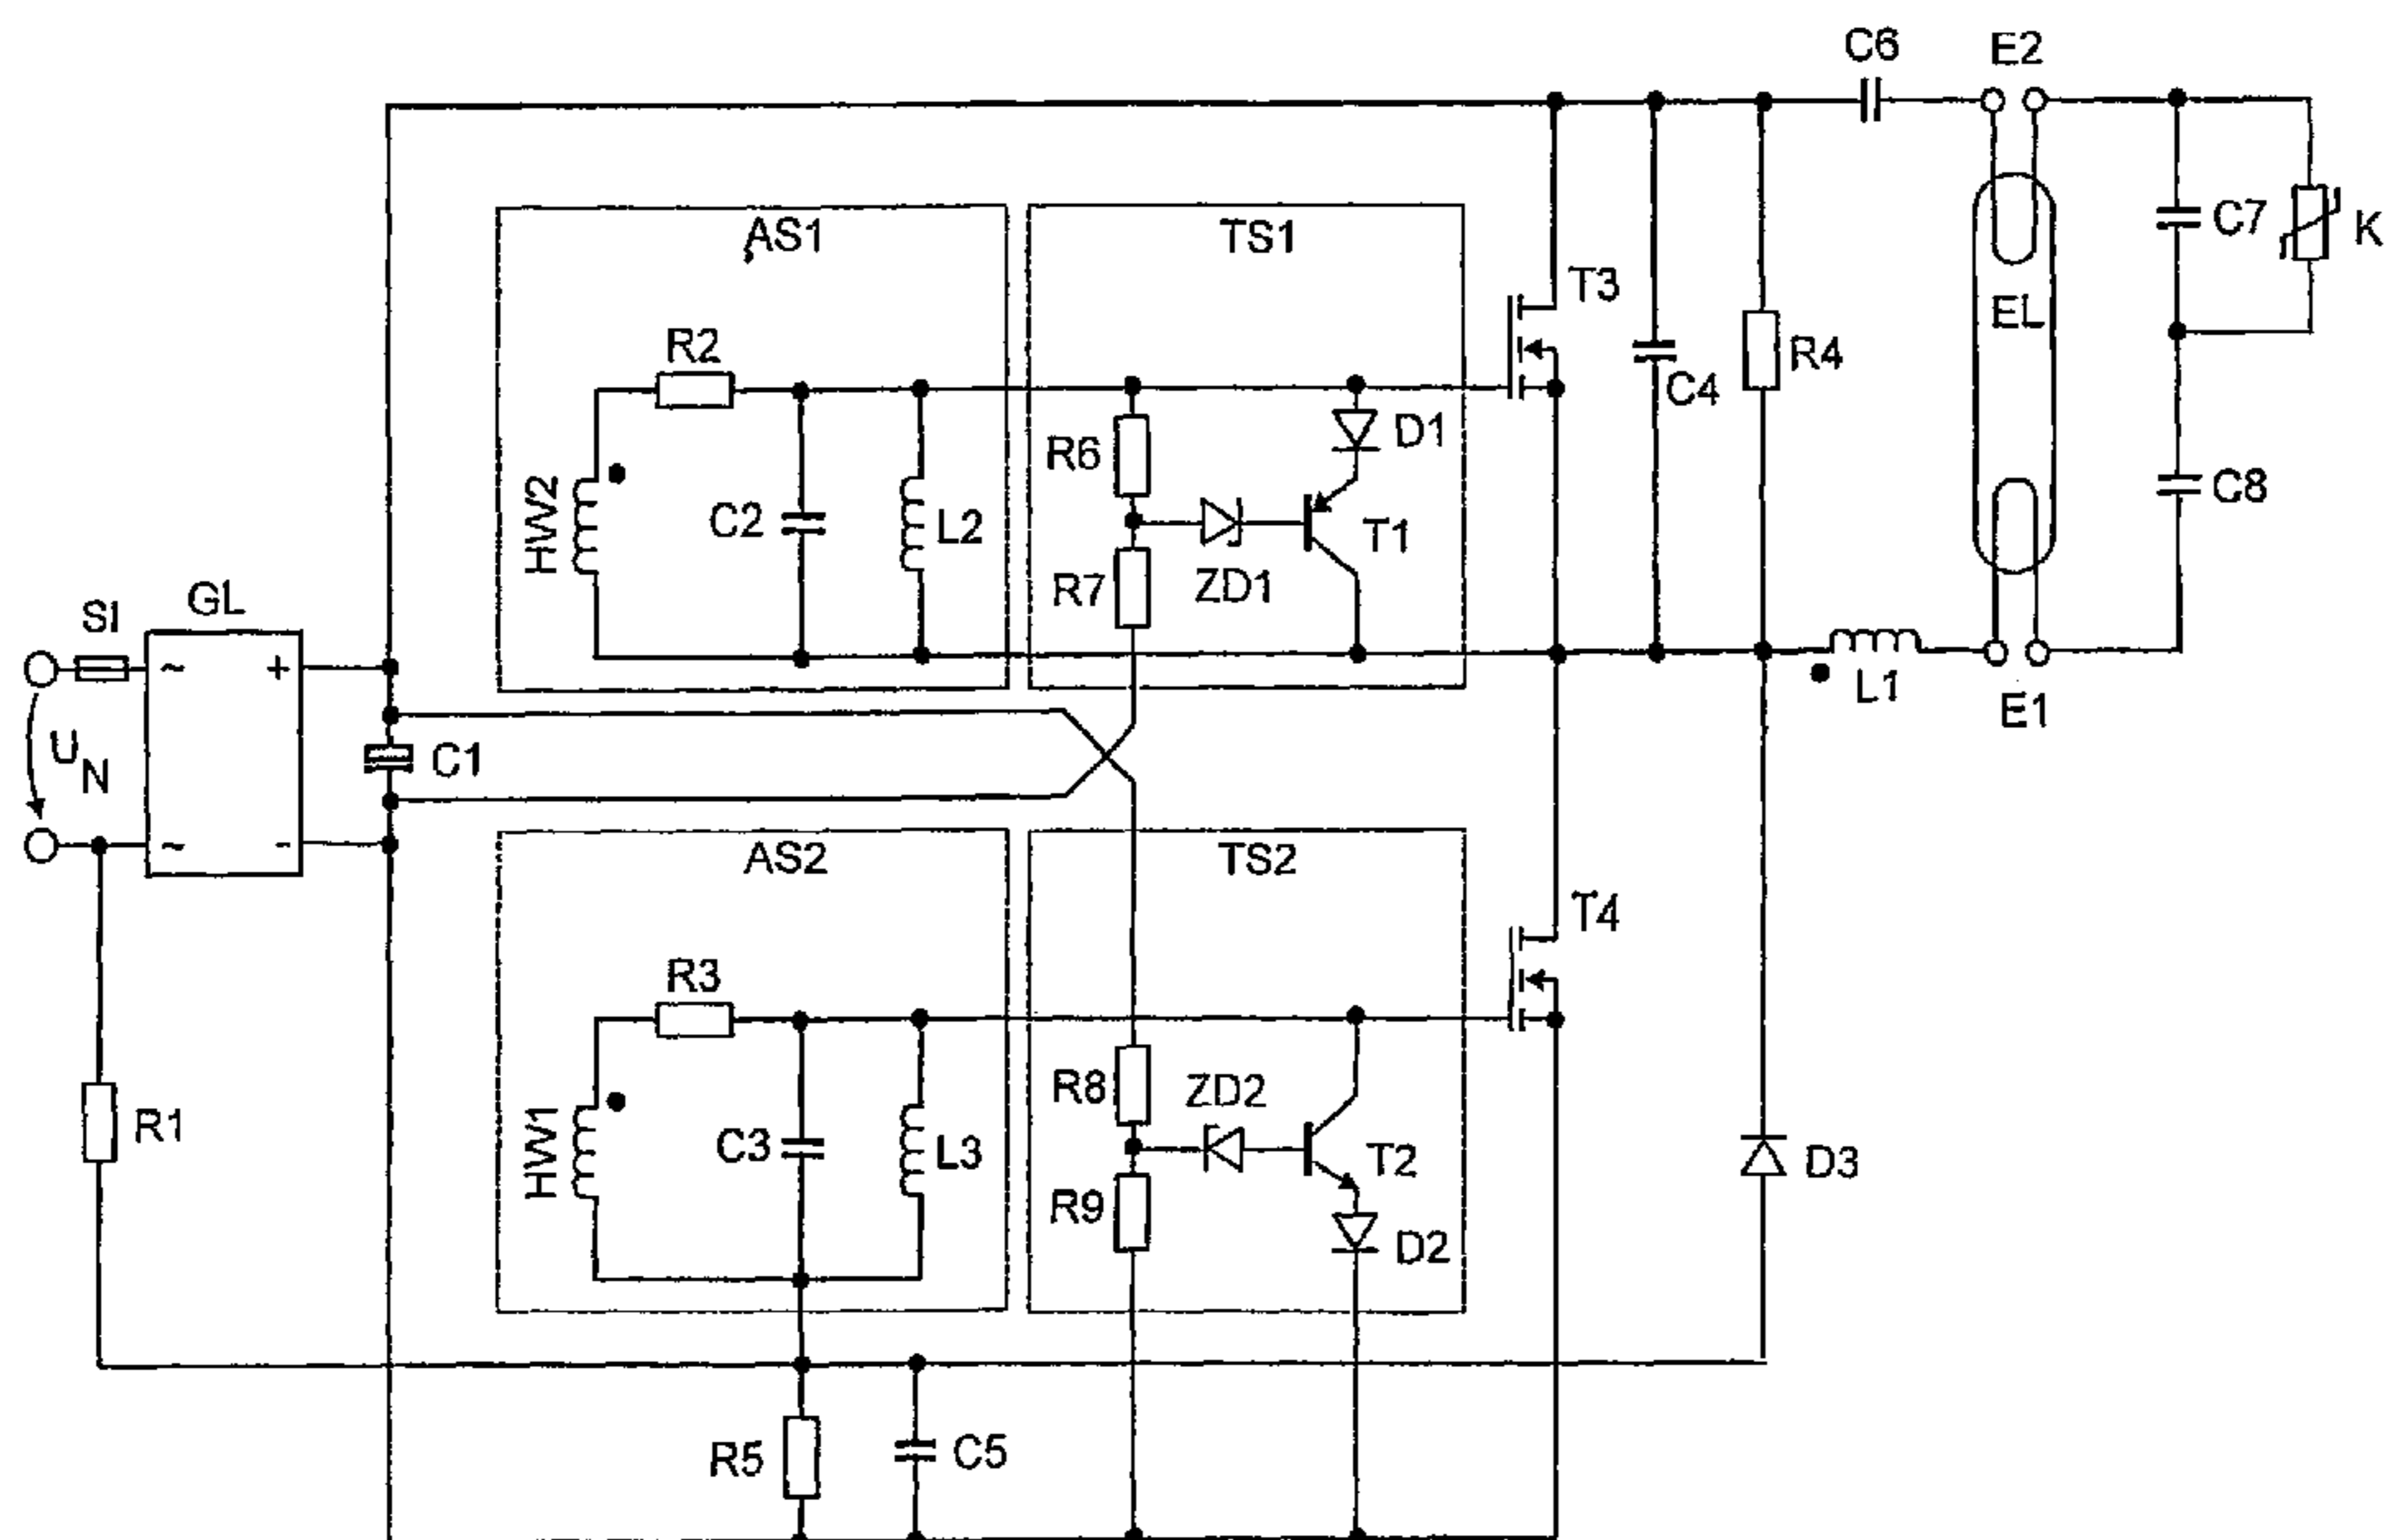 C6
E2
AS1
TS1
C7
K
T3
EL
R2
R4
C4
D1
R6
HW2
C2
L2
T1
C8
ZD1
R7
SI
GL
~
+
L1
E1
UN
C1
~
-
AS2
TS2
T4
R3
R8
ZD2
R1
HW1
C3
L3
T2
D3
R9
D2
R5
C5